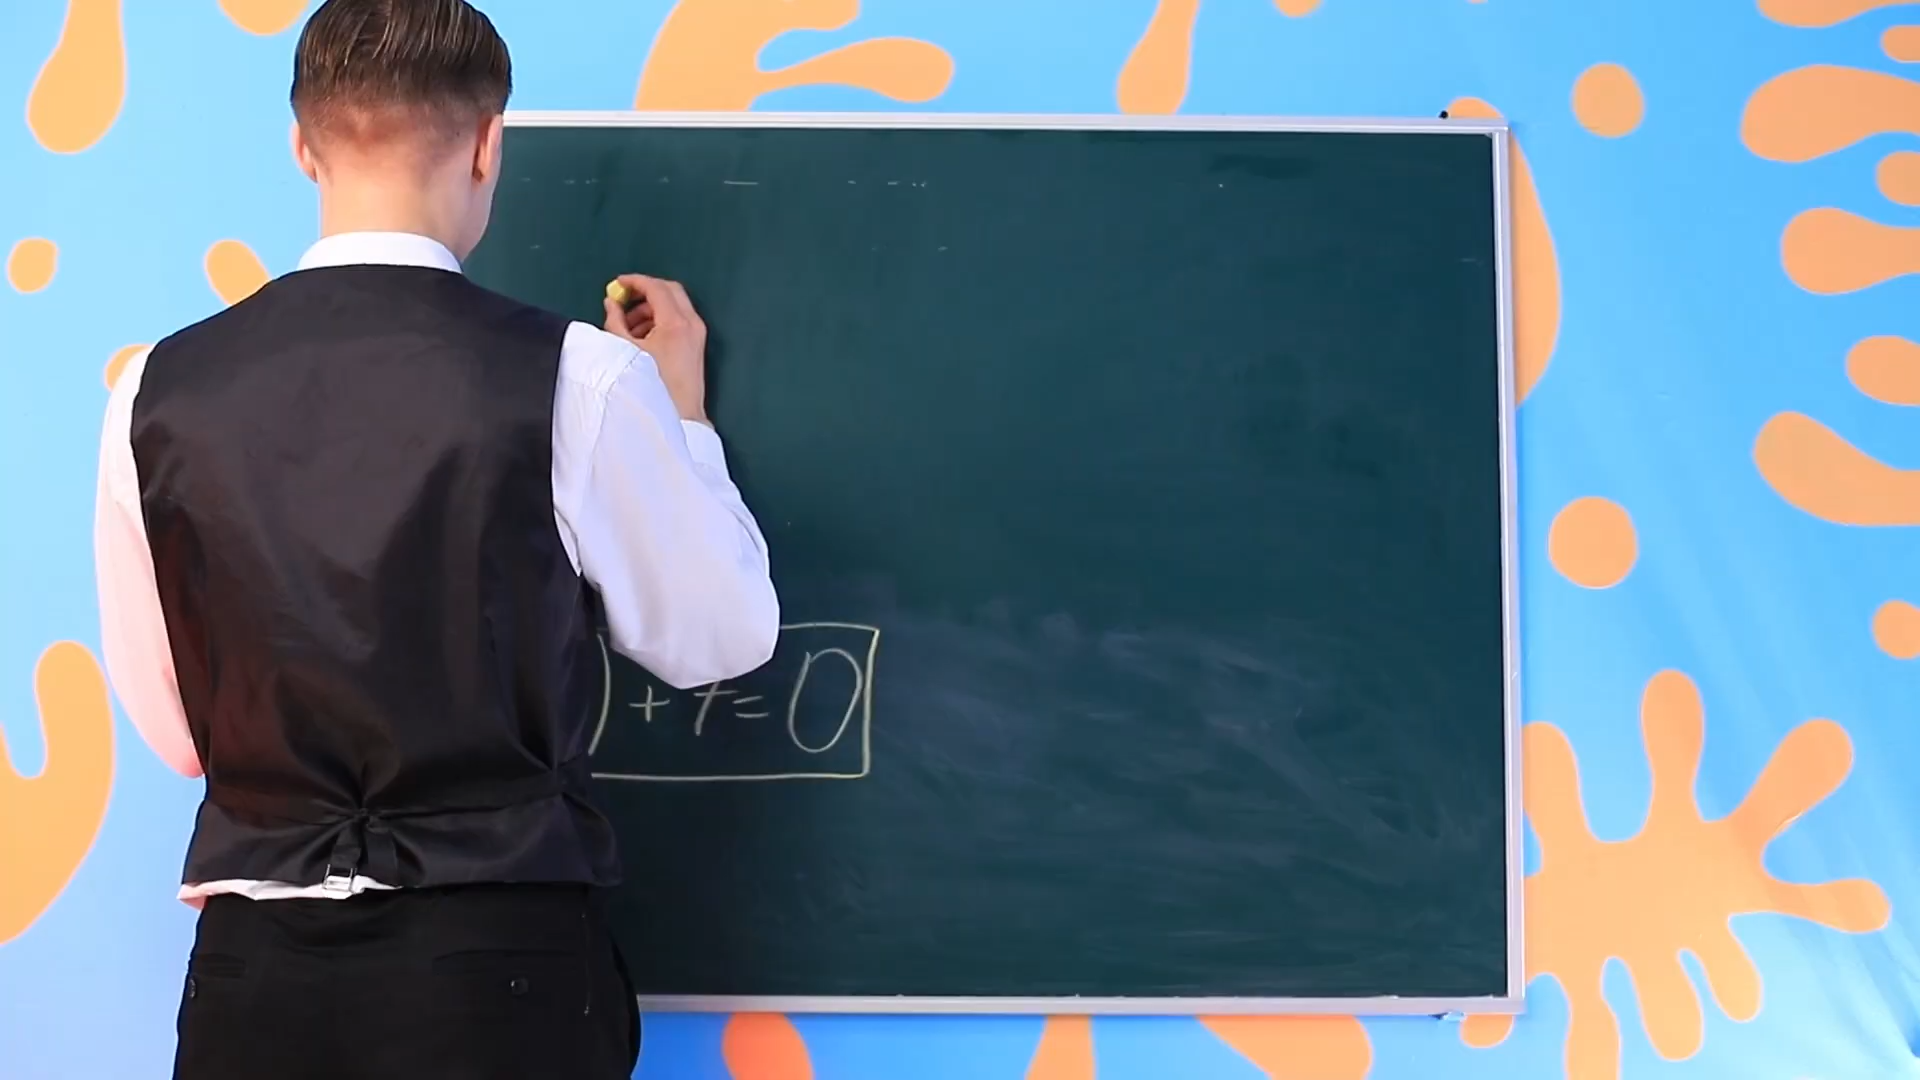 ) + 7 = 0